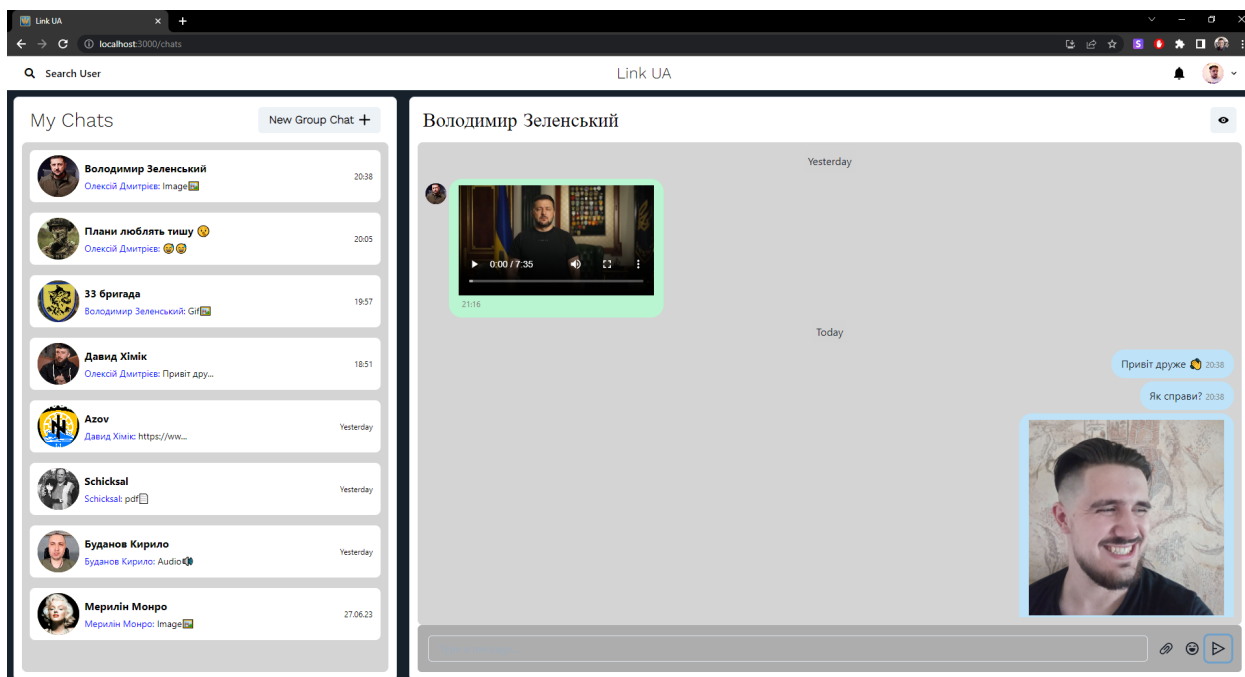 Link UA
localhost:3000/chats
Search User
Link UA
My Chats
New Group Chat
Володимир Зеленський
Олексій Дмитрієв: Image
20:38
Плани люблять тишу
Олексій Дмитрієв:
20:05
33 бригада
Володимир Зеленський: Gif
19:57
Давид Хімік
Олексій Дмитрієв: Привіт дру...
18:51
Azov
Давид Хімік: https://ww...
Yesterday
Schicksal
Schicksal: pdf
Yesterday
Буданов Кирило
Буданов Кирило: Audio
Yesterday
Мерилін Монро
Мерилін Монро: Image
27.06.23
Володимир Зеленський
Yesterday
0:00 / 7:35
21:16
Today
Привіт друже 👋 20:38
Як справи? 20:38